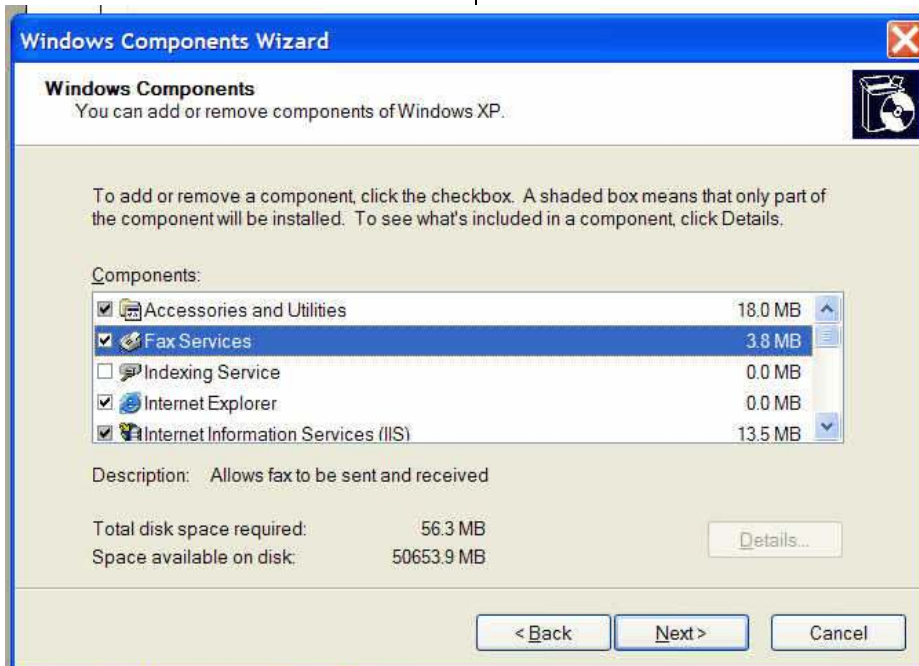 Windows Components Wizard
Windows Components
You can add or remove components of Windows XP.
To add or remove a component, click the checkbox. A shaded box means that only part of
the component will be installed. To see what's included in a component, click Details.
Components:
Accessories and Utilities 18.0 MB
Fax Services 3.8 MB
Indexing Service 0.0 MB
Internet Explorer 0.0 MB
Internet Information Services (IIS) 13.5 MB
Description: Allows fax to be sent and received
Total disk space required: 56.3 MB
Space available on disk: 50653.9 MB
Details...
< Back Next > Cancel